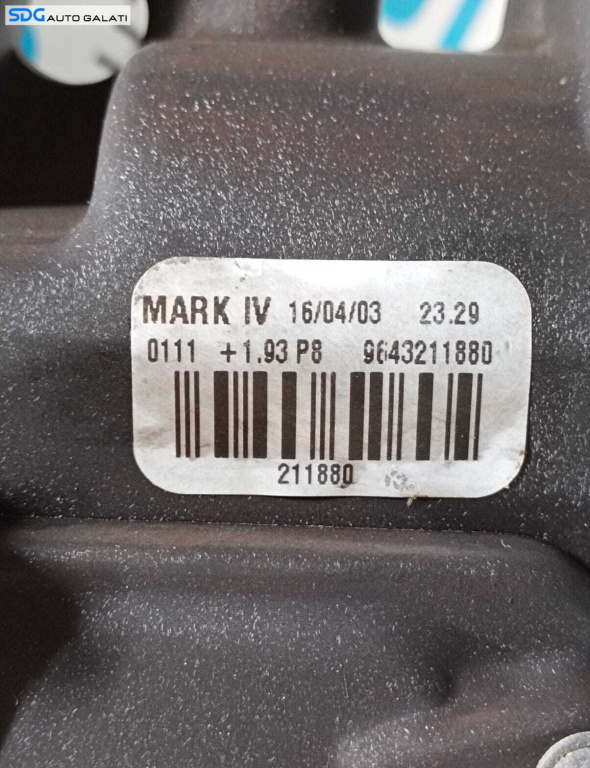 SDG AUTO GALATI
MARK IV 16/04/03 23.29
0111 +1.93 P8 9643211880
211880